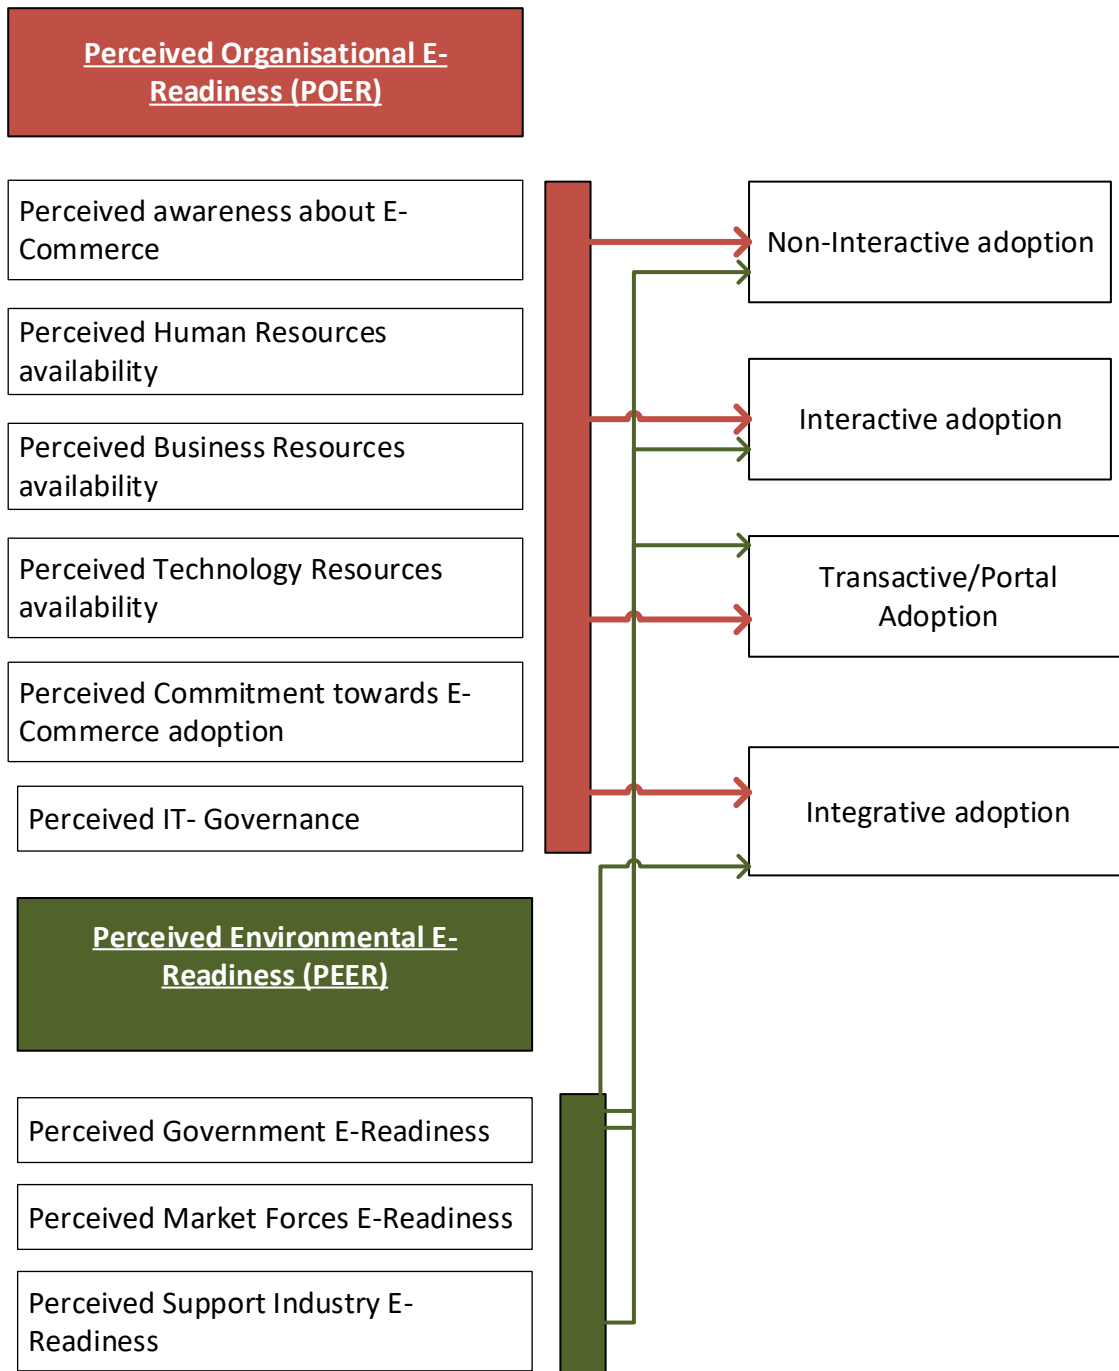 Perceived Organisational E-
Readiness (POER)
Perceived awareness about E-
Commerce
Perceived Human Resources
availability
Perceived Business Resources
availability
Perceived Technology Resources
availability
Perceived Commitment towards E-
Commerce adoption
Perceived IT- Governance
Perceived Environmental E-
Readiness (PEER)
Perceived Government E-Readiness
Perceived Market Forces E-Readiness
Perceived Support Industry E-
Readiness
Non-Interactive adoption
Interactive adoption
Transactive/Portal
Adoption
Integrative adoption